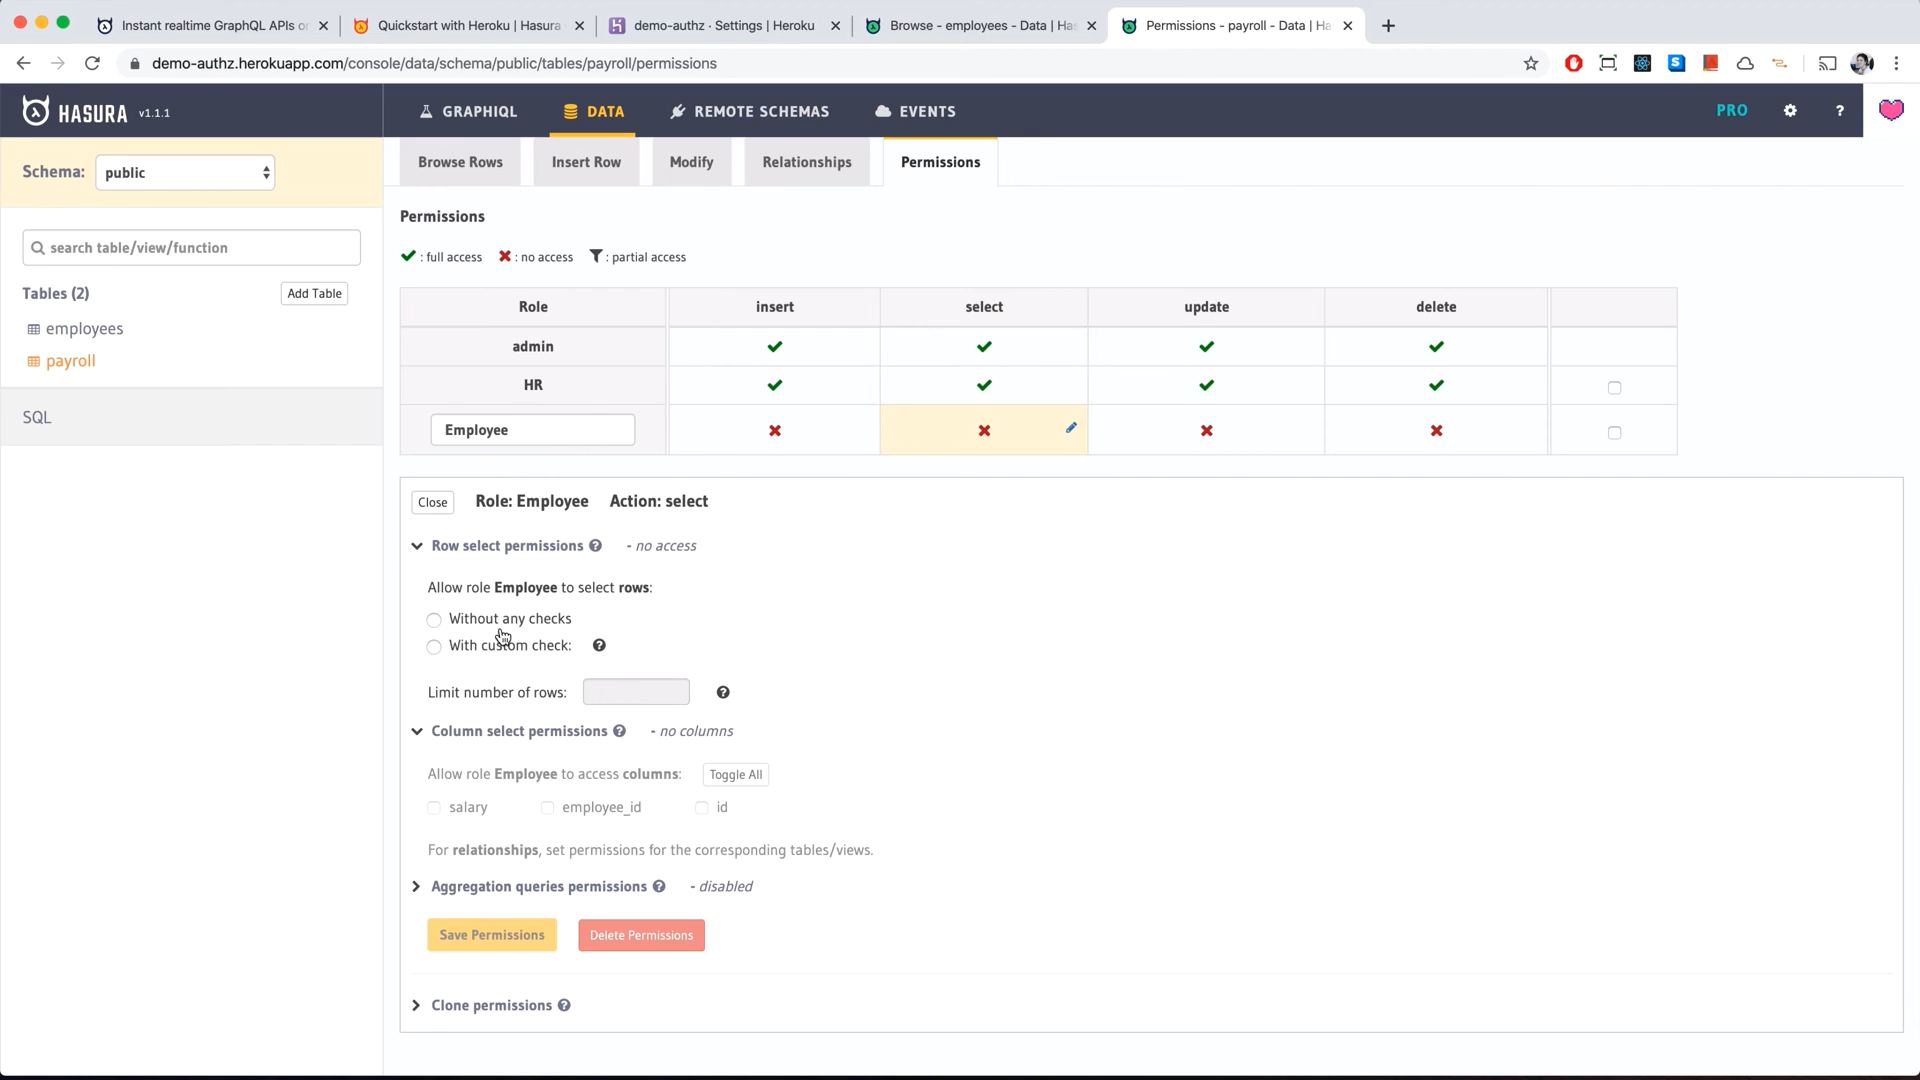 Instant realtime GraphQL APIs o
Quickstart with Heroku | Hasura
demo-authz · Settings | Heroku
Browse - employees - Data | Has
Permissions - payroll - Data | Ha
demo-authz.herokuapp.com/console/data/schema/public/tables/payroll/permissions
HASURA v1.1.1
GRAPHIQL
DATA
REMOTE SCHEMAS
EVENTS
PRO
?
Schema: public
search table/view/function
Tables (2)
Add Table
employees
payroll
SQL
Browse Rows
Insert Row
Modify
Relationships
Permissions
Permissions
: full access : no access : partial access
Role insert select update delete
admin
HR
Employee
Close Role: Employee Action: select
Row select permissions ? - no access
Allow role Employee to select rows:
Without any checks
With custom check: ?
Limit number of rows: ?
Column select permissions ? - no columns
Allow role Employee to access columns: Toggle All
salary employee_id id
For relationships, set permissions for the corresponding tables/views.
Aggregation queries permissions ? - disabled
Save Permissions Delete Permissions
Clone permissions ?